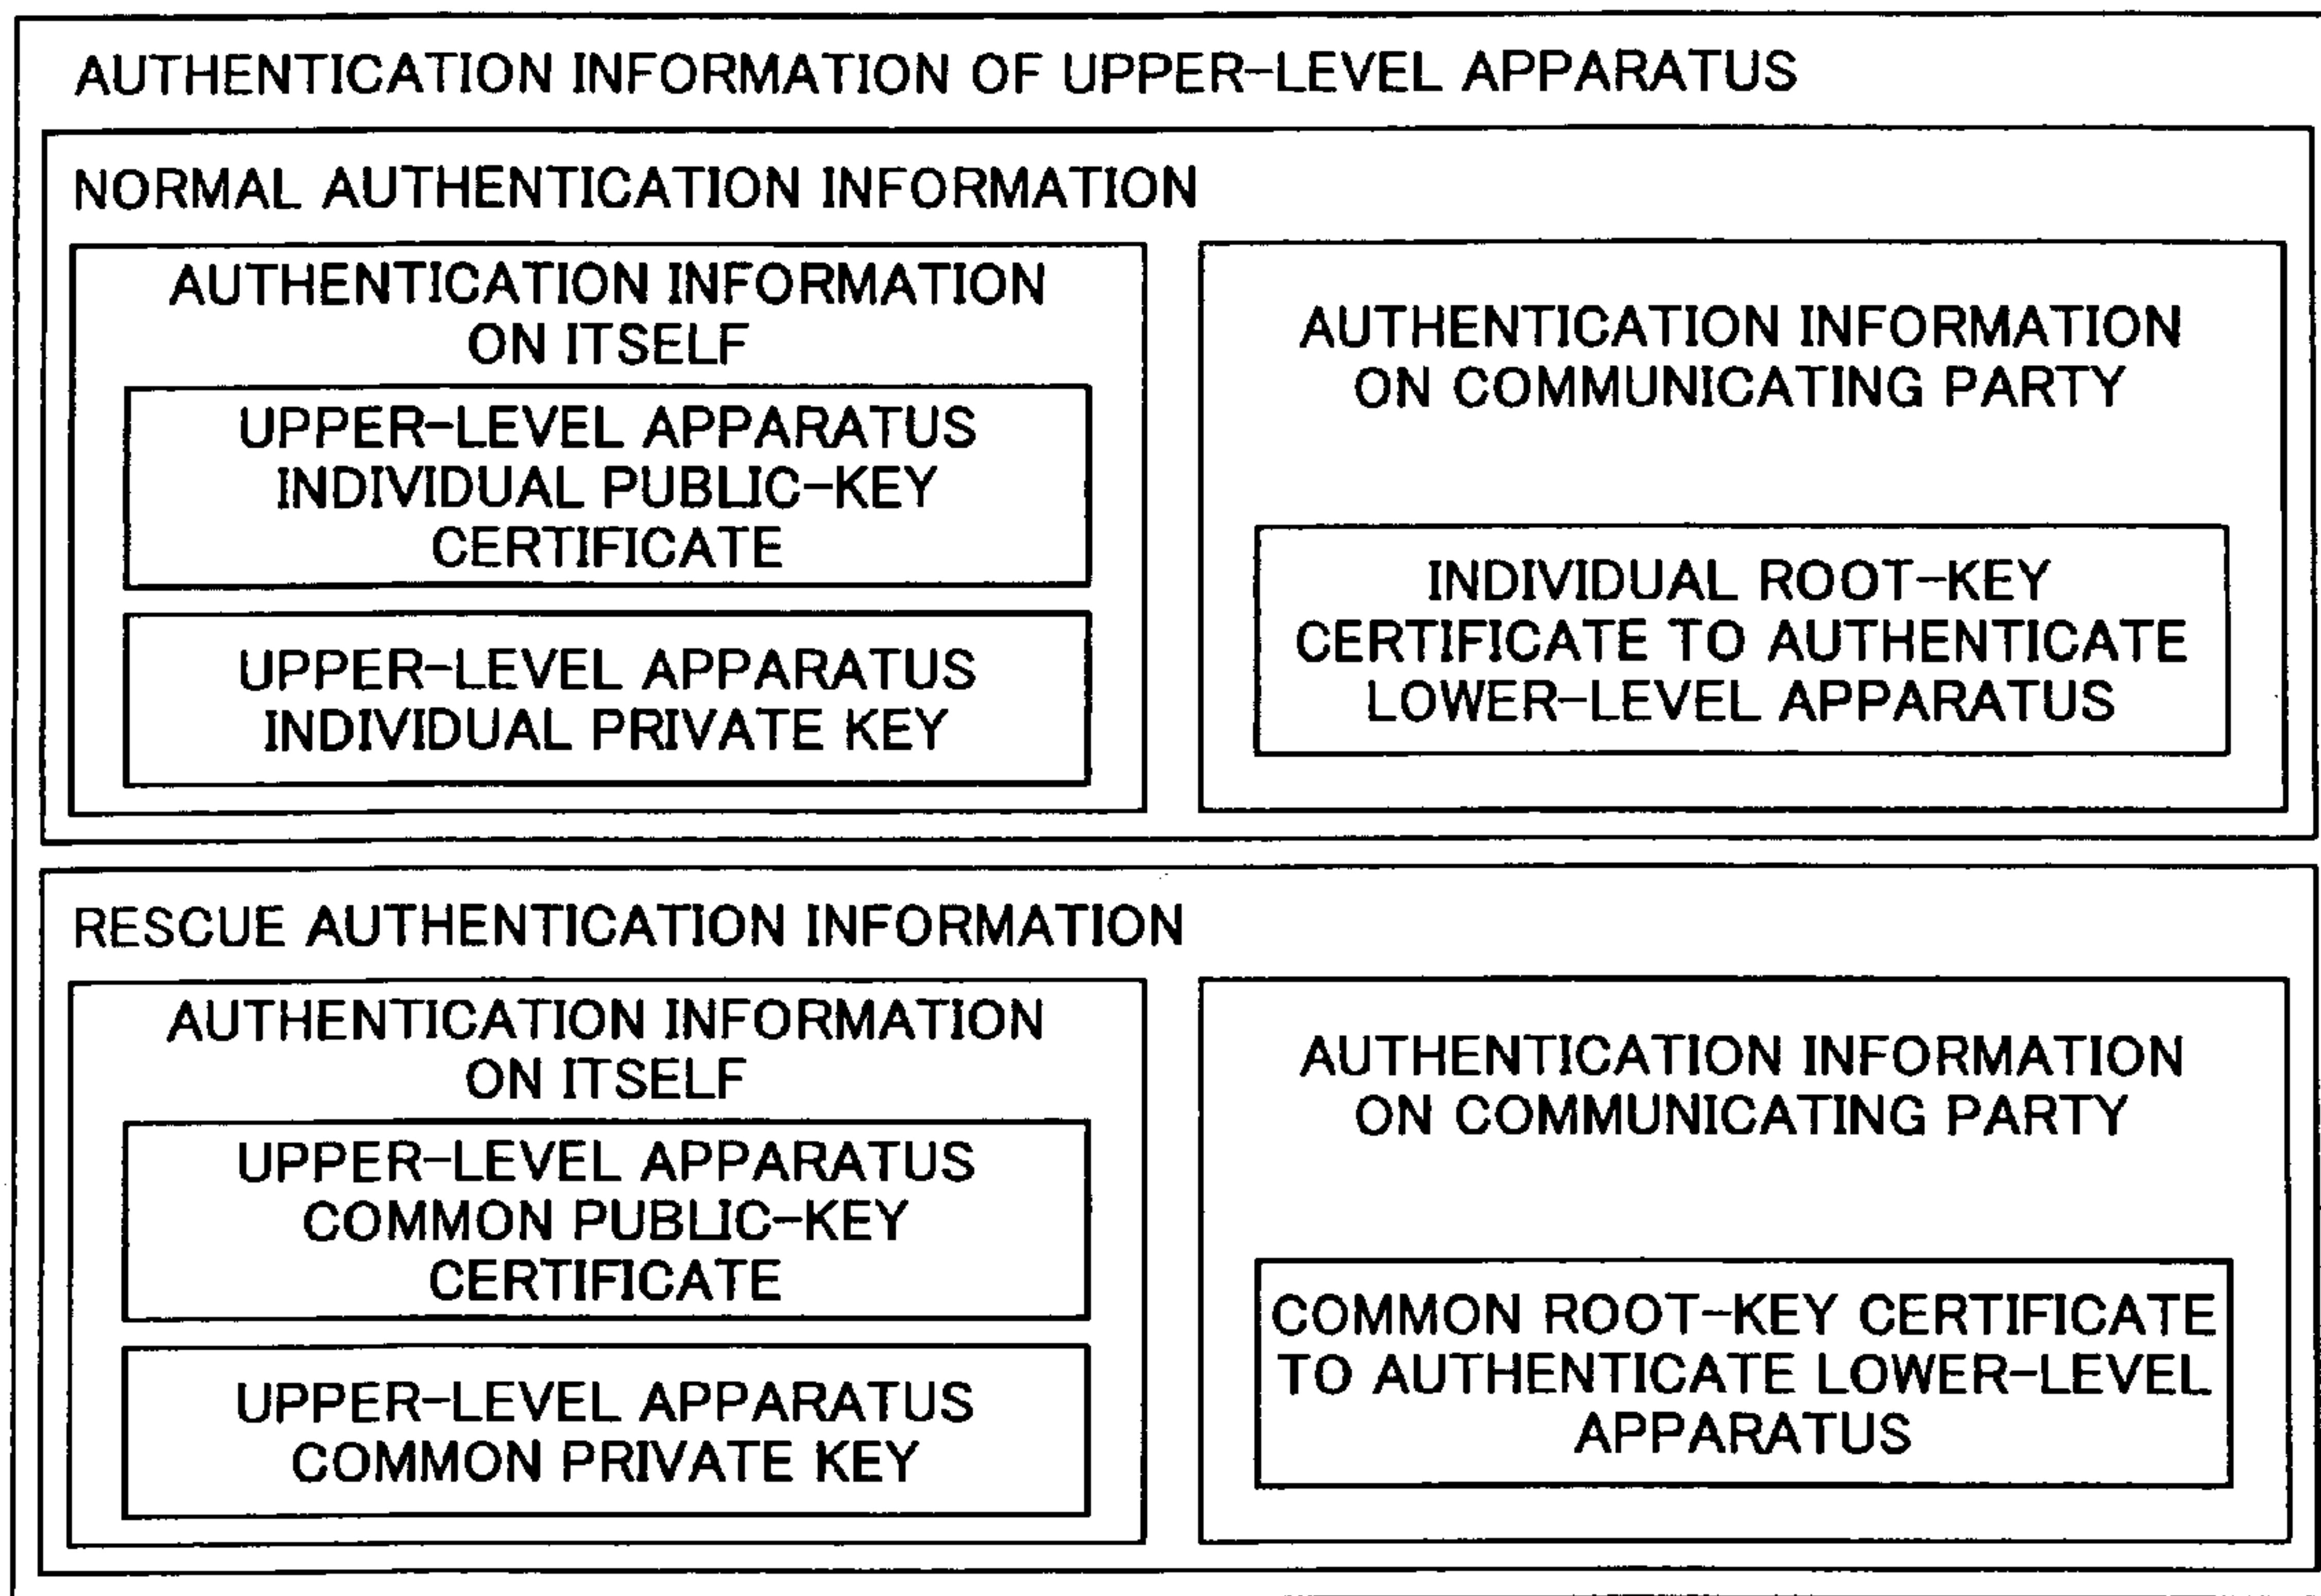 AUTHENTICATION INFORMATION OF UPPER-LEVEL APPARATUS
NORMAL AUTHENTICATION INFORMATION
AUTHENTICATION INFORMATION
ON ITSELF
UPPER-LEVEL APPARATUS
INDIVIDUAL PUBLIC-KEY
CERTIFICATE
UPPER-LEVEL APPARATUS
INDIVIDUAL PRIVATE KEY
AUTHENTICATION INFORMATION
ON COMMUNICATING PARTY
INDIVIDUAL ROOT-KEY
CERTIFICATE TO AUTHENTICATE
LOWER-LEVEL APPARATUS
RESCUE AUTHENTICATION INFORMATION
AUTHENTICATION INFORMATION
ON ITSELF
UPPER-LEVEL APPARATUS
COMMON PUBLIC-KEY
CERTIFICATE
UPPER-LEVEL APPARATUS
COMMON PRIVATE KEY
AUTHENTICATION INFORMATION
ON COMMUNICATING PARTY
COMMON ROOT-KEY CERTIFICATE
TO AUTHENTICATE LOWER-LEVEL
APPARATUS